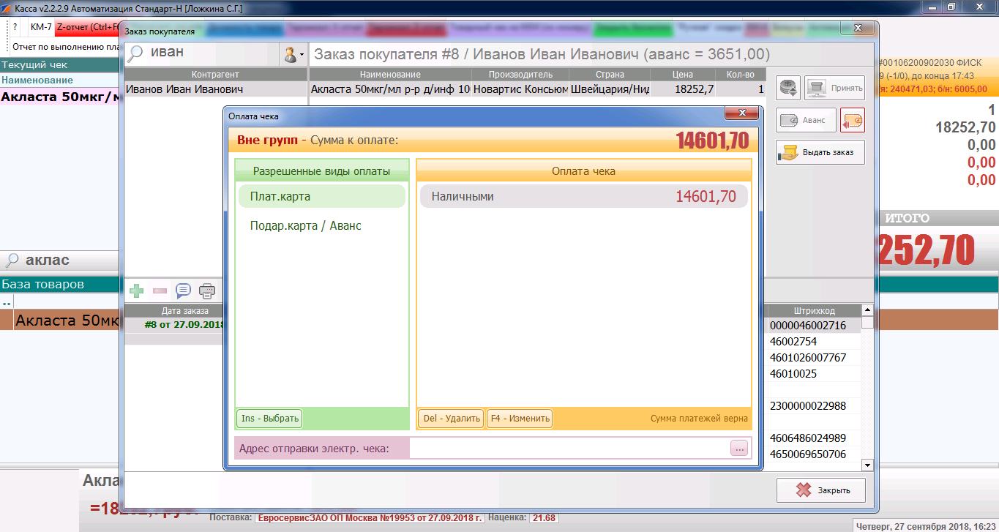 Касса v2.2.2.9 Автоматизация Стандарт-Н [Ложкина С.Г.]
? КМ-7 Z-отчет (Ctrl+F6
Отчет по выполнению пла
Заказ покупателя
иван
Заказ покупателя #8 / Иванов Иван Иванович (аванс = 3651,00)
Текущий чек
Наименование
Акласта 50мкг/м
Контрагент Наименование Производитель Страна Цена Кол-во
Иванов Иван Иванович Акласта 50мкг/мл р-р д/инф 10 Новартис Консьюм Швейцария/Нид 18252,7 1
Принять
Аванс
Выдать заказ
#00106200902030 ФИСК
9 (-1/0), до конца 17:43
/н: 240471,03; б/н: 6005,00
1
18252,70
0,00
0,00
0,00
ИТОГО
252,70
Оплата чека
Вне групп - Сумма к оплате: 14601,70
Разрешенные виды оплаты
Плат.карта
Подар.карта / Аванс
Ins - Выбрать
Оплата чека
Наличными 14601,70
Del - Удалить F4 - Изменить Сумма платежей верна
Адрес отправки электр. чека: ...
аклас
База товаров
..
Акласта 50мк
Дата заказа
#8 от 27.09.2018
Штрихкод
0000046002716
46002754
4601026007767
46010025
2300000022988
4606486024989
4650069650706
Закрыть
Акла
=18252,7
Поставка: ЕвросервисЗАО ОП Москва №19953 от 27.09.2018 г. Наценка: 21.68
Четверг, 27 сентября 2018, 16:23